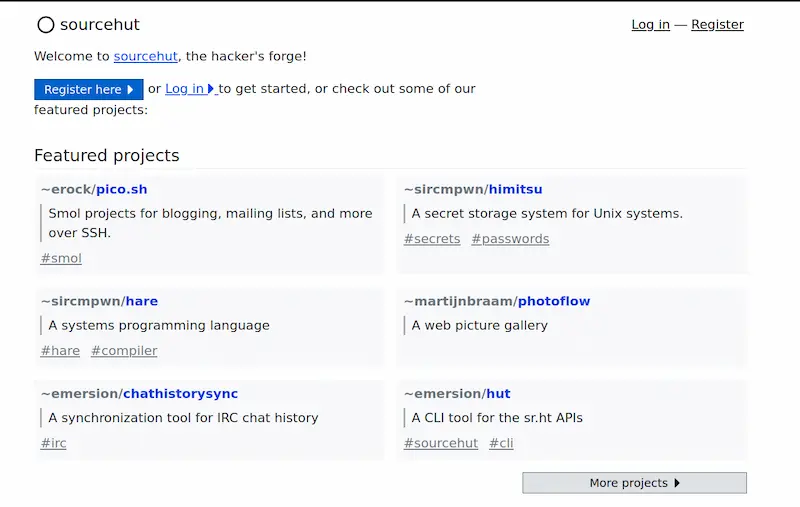 sourcehut
Log in — Register
Welcome to sourcehut, the hacker's forge!
Register here or Log in to get started, or check out some of our
featured projects:
Featured projects
~erock/pico.sh
Smol projects for blogging, mailing lists, and more
over SSH.
#smol
~sircmpwn/himitsu
A secret storage system for Unix systems.
#secrets #passwords
~sircmpwn/hare
A systems programming language
#hare #compiler
~martijnbraam/photoflow
A web picture gallery
~emersion/chathistorysync
A synchronization tool for IRC chat history
#irc
~emersion/hut
A CLI tool for the sr.ht APIs
#sourcehut #cli
More projects